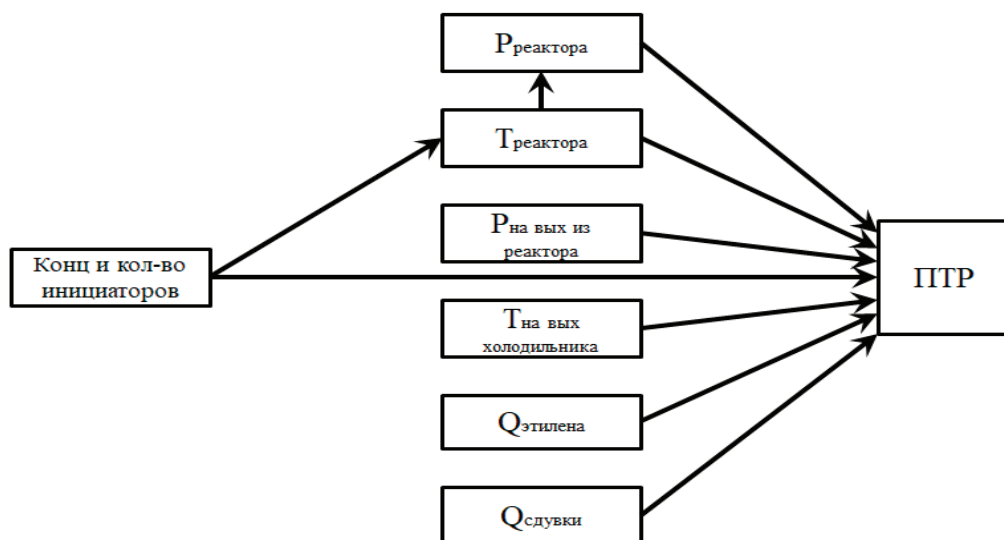 Pреактора
Tреактора
Pна вых из
реактора
Конц и кол-во
инициаторов
ПТР
Tна вых
холодильника
Qэтилена
Qсдувки